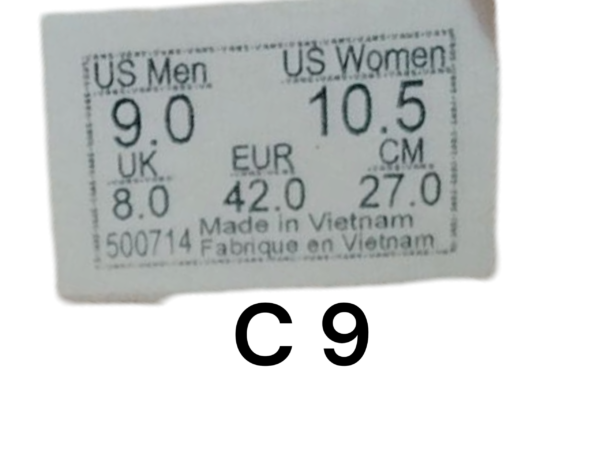 US Men US Women
9.0 10.5
UK EUR CM
8.0 42.0 27.0
500714 Made in Vietnam
Fabrique en Vietnam
C 9